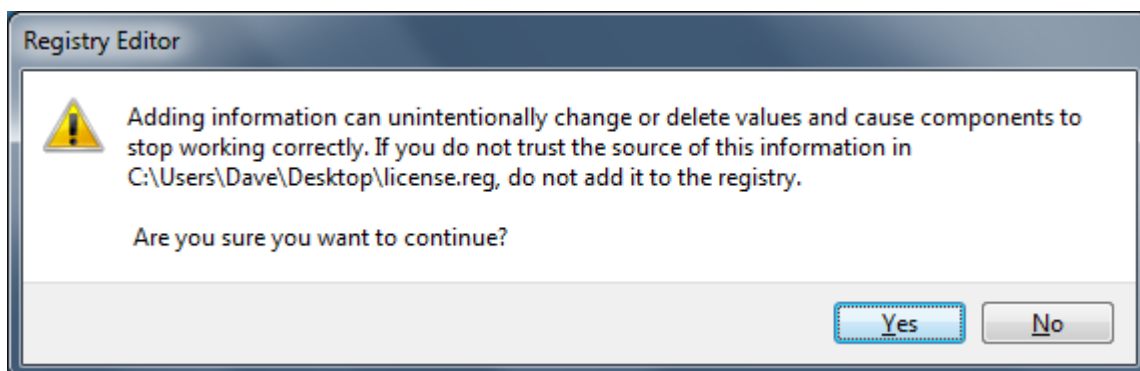 Registry Editor
Adding information can unintentionally change or delete values and cause components to
stop working correctly. If you do not trust the source of this information in
C:\Users\Dave\Desktop\license.reg, do not add it to the registry.
Are you sure you want to continue?
Yes No